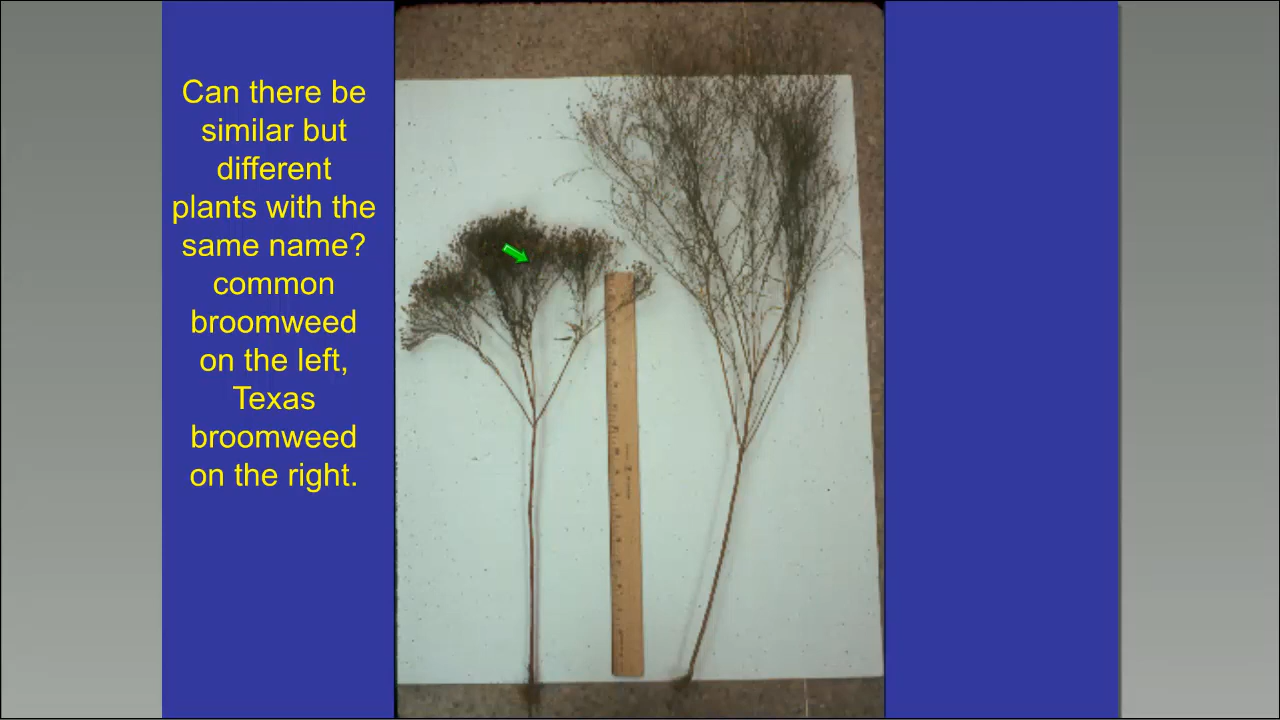 Can there be
similar but
different
plants with the
same name?
common
broomweed
on the left,
Texas
broomweed
on the right.